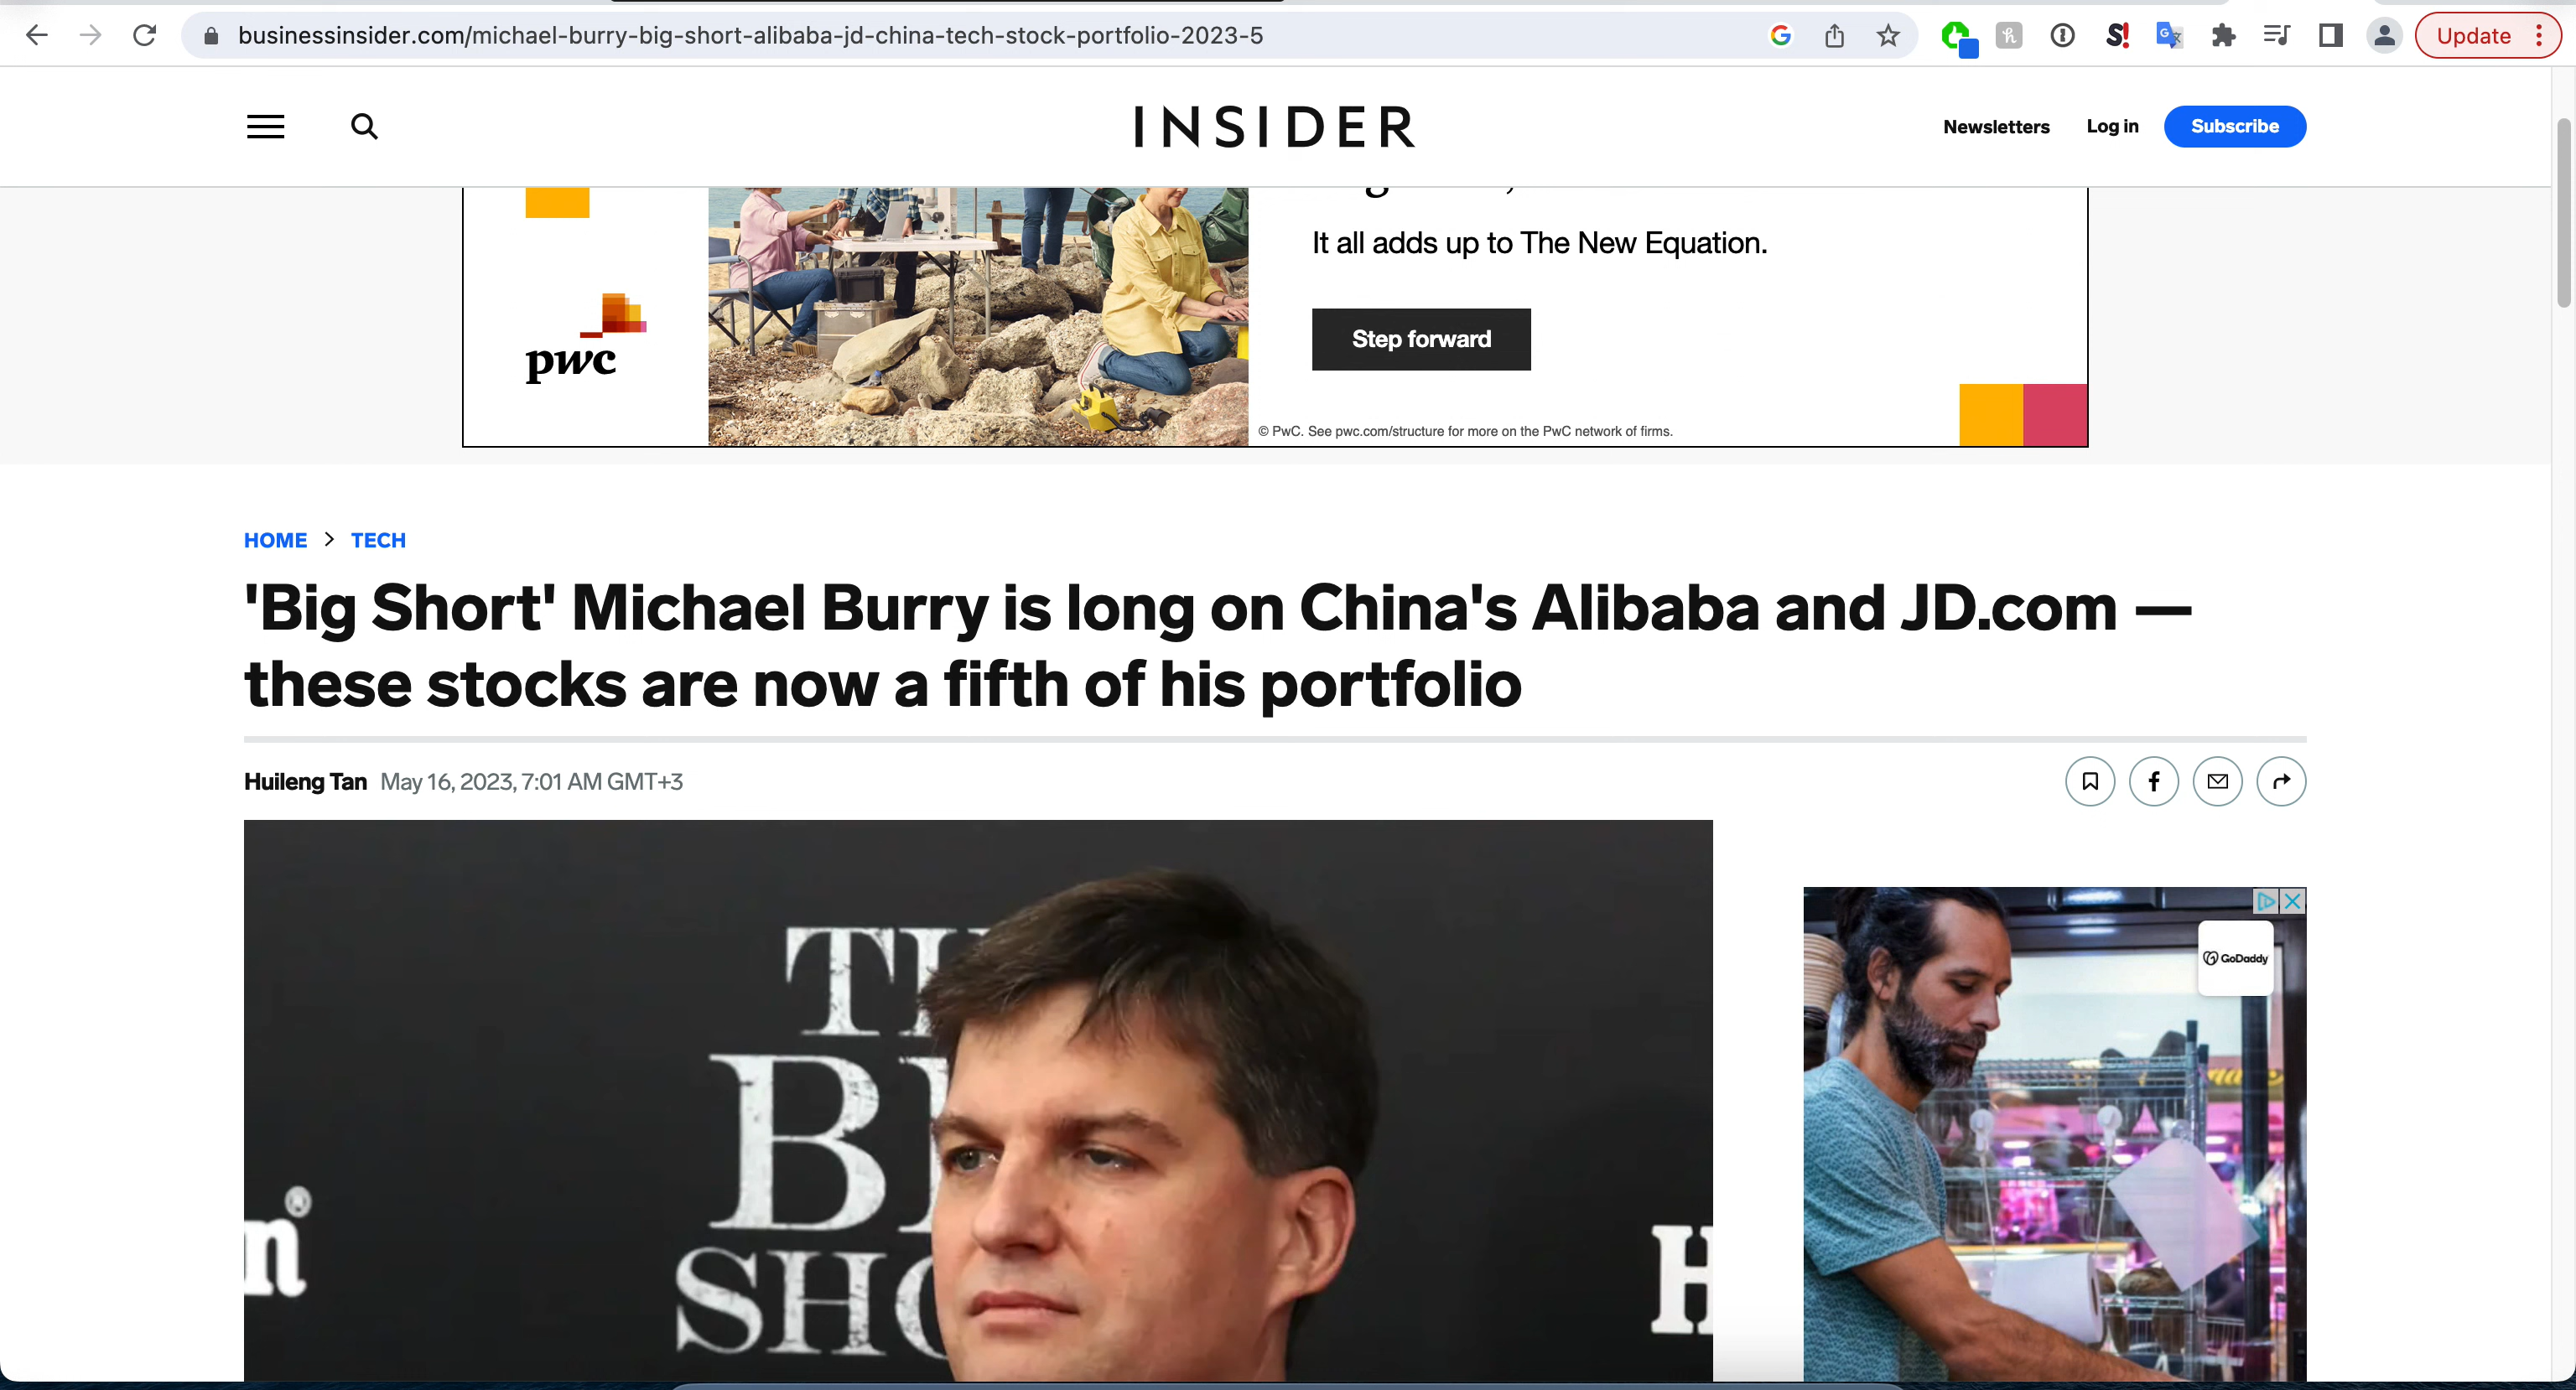 businessinsider.com/michael-burry-big-short-alibaba-jd-china-tech-stock-portfolio-2023-5
Update
INSIDER
Newsletters
Log in
Subscribe
It all adds up to The New Equation.
pwc
Step forward
© PwC. See pwc.com/structure for more on the PwC network of firms.
HOME > TECH
'Big Short' Michael Burry is long on China's Alibaba and JD.com —
these stocks are now a fifth of his portfolio
Huileng Tan May 16, 2023, 7:01 AM GMT+3
GoDaddy